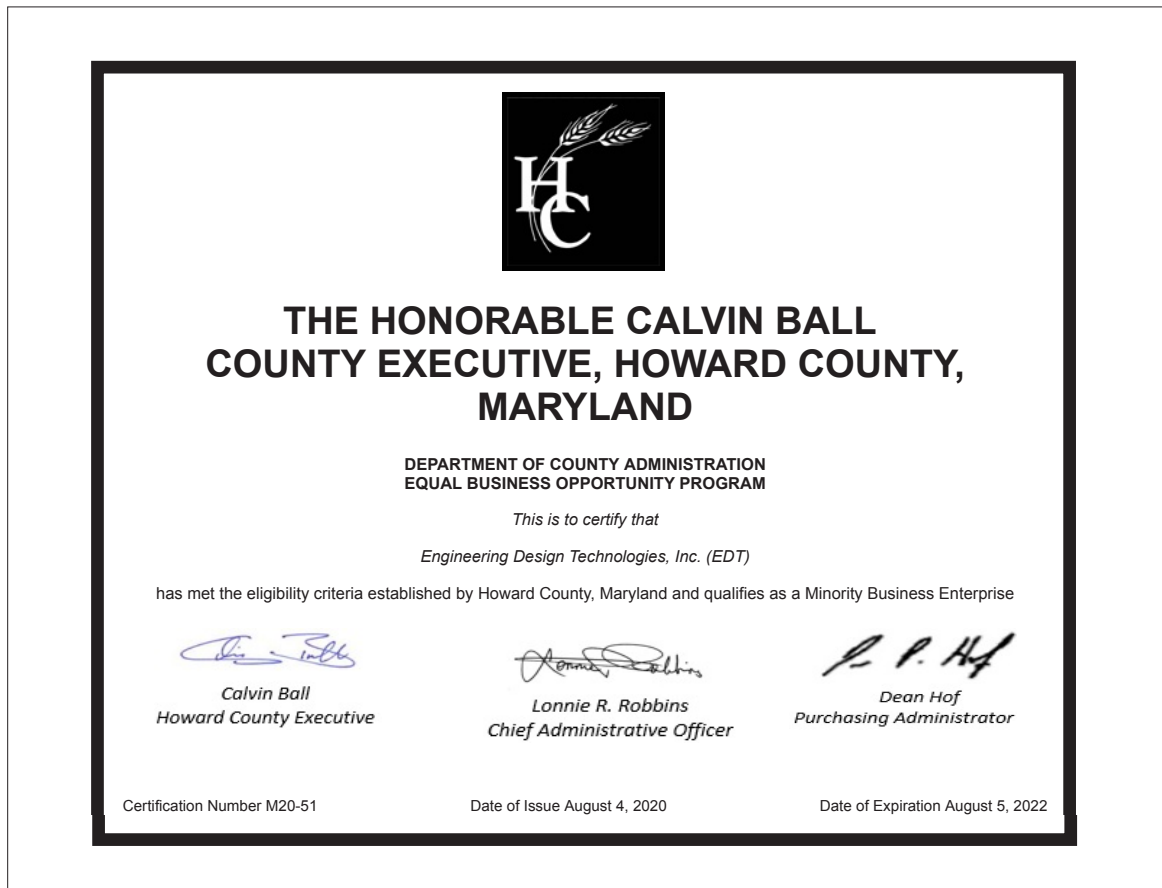 HC
THE HONORABLE CALVIN BALL
COUNTY EXECUTIVE, HOWARD COUNTY,
MARYLAND
DEPARTMENT OF COUNTY ADMINISTRATION
EQUAL BUSINESS OPPORTUNITY PROGRAM
This is to certify that
Engineering Design Technologies, Inc. (EDT)
has met the eligibility criteria established by Howard County, Maryland and qualifies as a Minority Business Enterprise
Calvin Ball
Howard County Executive
Lonnie R. Robbins
Chief Administrative Officer
Dean Hof
Purchasing Administrator
Certification Number M20-51
Date of Issue August 4, 2020
Date of Expiration August 5, 2022